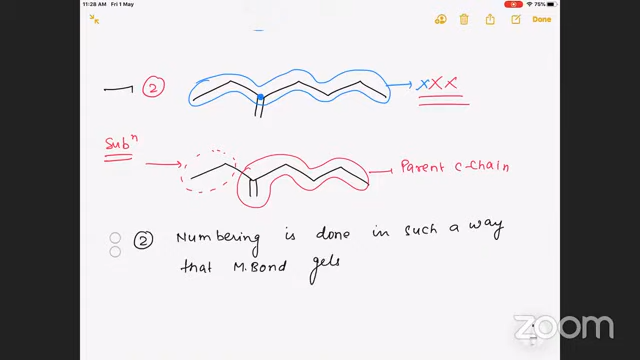 11:28 AM Fri 1 May
75%
Done
② XXX
Subⁿ
Parent C-Chain
② Numbering is done in such a way
that M.Bond gets
zoom